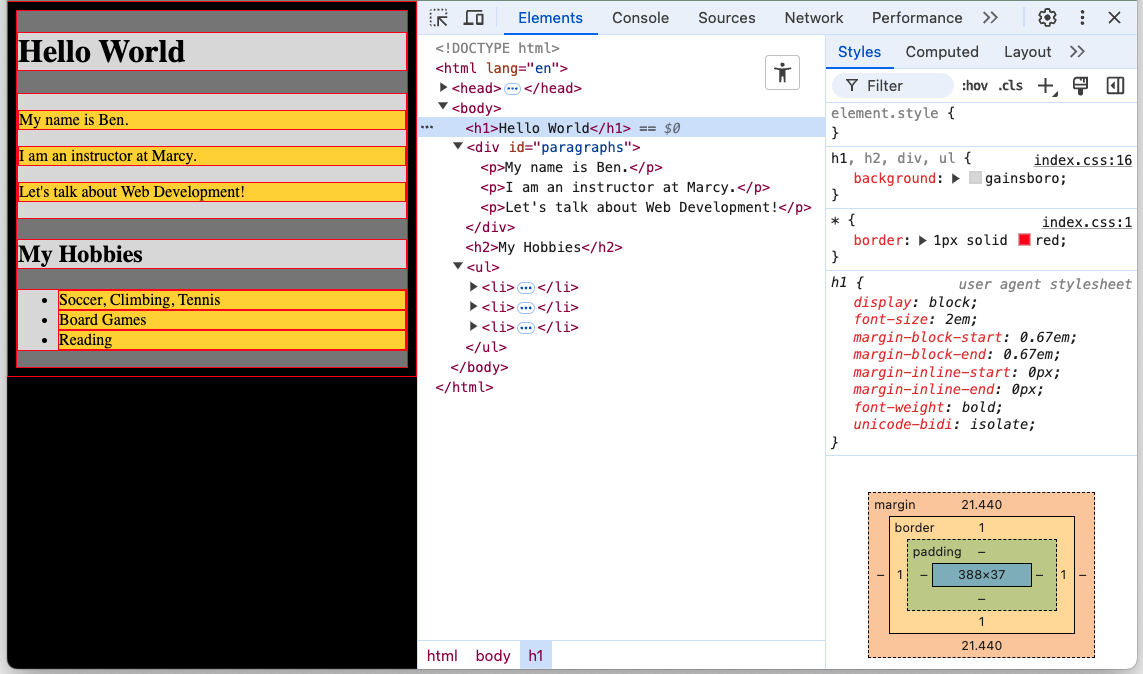 Hello World
My name is Ben.
I am an instructor at Marcy.
Let's talk about Web Development!
My Hobbies
• Soccer, Climbing, Tennis
• Board Games
• Reading
Elements Console Sources Network Performance
<!DOCTYPE html>
<html lang="en">
<head>…</head>
<body>
<h1>Hello World</h1> == $0
<div id="paragraphs">
<p>My name is Ben.</p>
<p>I am an instructor at Marcy.</p>
<p>Let's talk about Web Development!</p>
</div>
<h2>My Hobbies</h2>
<ul>
<li>…</li>
<li>…</li>
<li>…</li>
</ul>
</body>
</html>
html body h1
Styles Computed Layout
Filter :hov .cls
element.style {
}
h1, h2, div, ul { index.css:16
background: gainsboro;
}
* { index.css:1
border: 1px solid red;
}
h1 { user agent stylesheet
display: block;
font-size: 2em;
margin-block-start: 0.67em;
margin-block-end: 0.67em;
margin-inline-start: 0px;
margin-inline-end: 0px;
font-weight: bold;
unicode-bidi: isolate;
}
margin 21.440
border 1
padding –
– 1 – 388×37 – 1 –
–
1
21.440